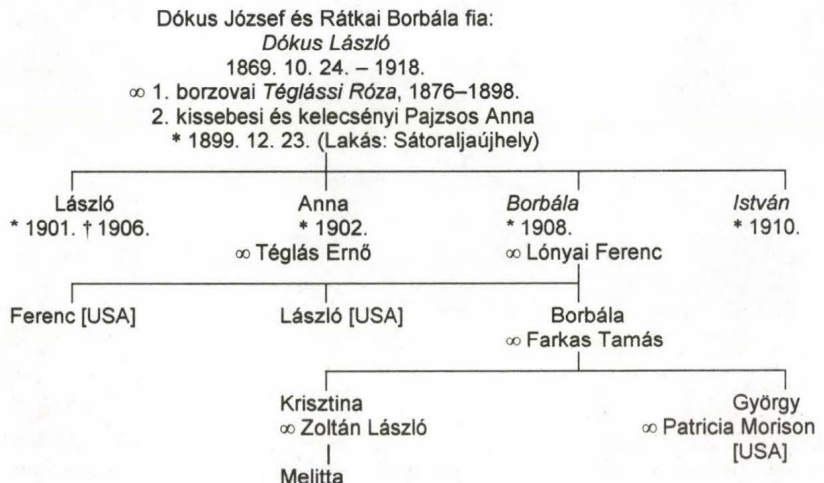 Dókus József és Rátkai Borbála fia:
Dókus László
1869. 10. 24. – 1918.
∞ 1. borzovai Téglássi Róza, 1876–1898.
2. kissebesi és kelecsényi Pajzsos Anna
* 1899. 12. 23. (Lakás: Sátoraljaújhely)
László Anna Borbála István
* 1901. † 1906. * 1902. * 1908. * 1910.
∞ Téglás Ernő ∞ Lónyai Ferenc
Ferenc [USA] László [USA] Borbála
∞ Farkas Tamás
Krisztina György
∞ Zoltán László ∞ Patricia Morison
[USA]
Melitta